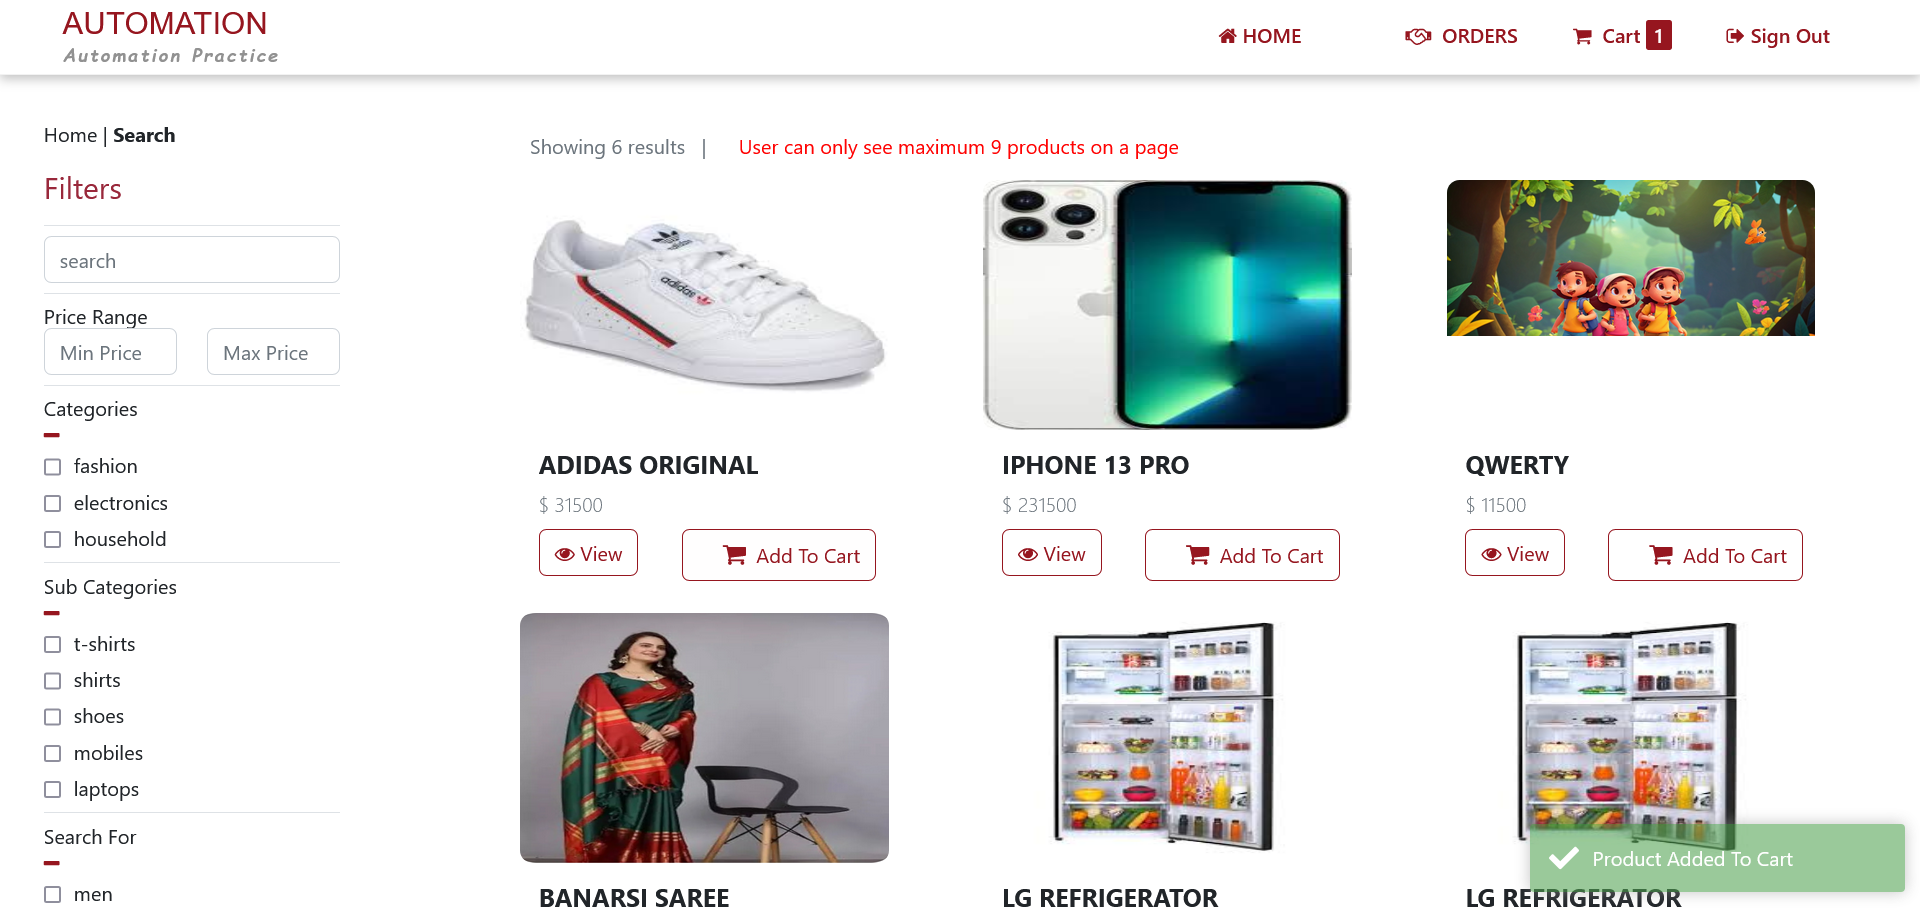 AUTOMATION
Automation Practice
HOME
ORDERS
Cart 1
Sign Out
Home | Search
Showing 6 results |
User can only see maximum 9 products on a page
Filters
search
Price Range
Min Price
Max Price
Categories
fashion
electronics
household
Sub Categories
t-shirts
shirts
shoes
mobiles
laptops
Search For
men
adidas
adidas
ADIDAS ORIGINAL
$ 31500
View
Add To Cart
IPHONE 13 PRO
$ 231500
View
Add To Cart
QWERTY
$ 11500
View
Add To Cart
BANARSI SAREE
LG REFRIGERATOR
LG REFRIGERATOR
Product Added To Cart